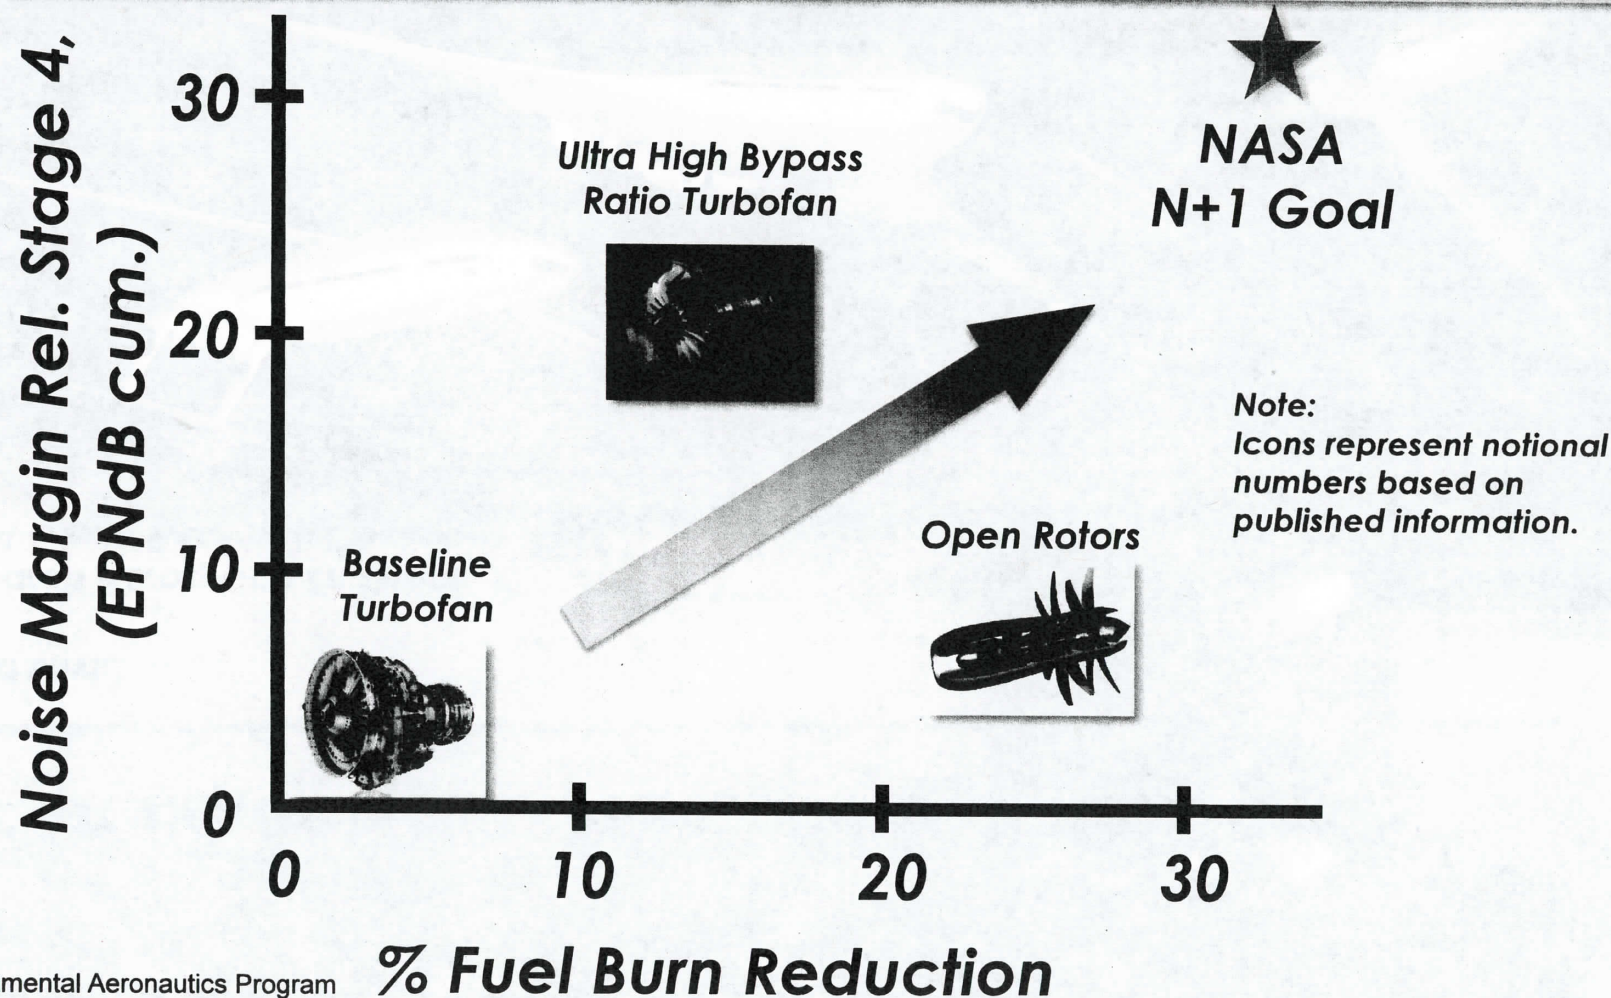 Noise Margin Rel. Stage 4,
(EPNdB cum.)
30
20
10
0
Ultra High Bypass
Ratio Turbofan
NASA
N+1 Goal
Note:
Icons represent notional
numbers based on
published information.
Baseline
Turbofan
Open Rotors
0
10
20
30
% Fuel Burn Reduction
mental Aeronautics Program